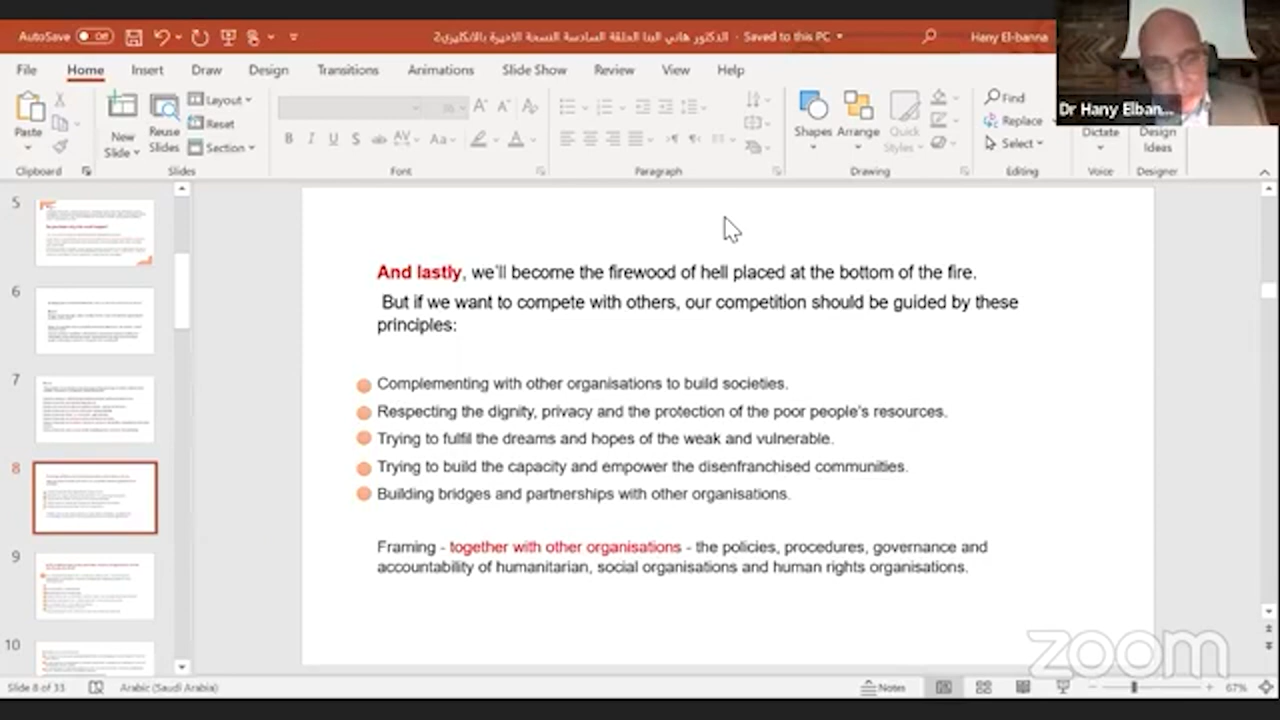 AutoSave Off
الدكتور هاني البنا الحلقة السادسة النسخة الاخيرة بالانكليزي2 - Saved to this PC
Hany El-banna
Dr Hany Elban...
File Home Insert Draw Design Transitions Animations Slide Show Review View Help
Paste
New Slide
Reuse Slides
Layout
Reset
Section
B I U S ab AV Aa A
Shapes
Arrange
Quick Styles
Find
Replace
Select
Dictate
Design Ideas
Clipboard Slides Font Paragraph Drawing Editing Voice Designer
5
6
7
8
9
10
And lastly, we'll become the firewood of hell placed at the bottom of the fire.
But if we want to compete with others, our competition should be guided by these
principles:
Complementing with other organisations to build societies.
Respecting the dignity, privacy and the protection of the poor people's resources.
Trying to fulfil the dreams and hopes of the weak and vulnerable.
Trying to build the capacity and empower the disenfranchised communities.
Building bridges and partnerships with other organisations.
Framing - together with other organisations - the policies, procedures, governance and
accountability of humanitarian, social organisations and human rights organisations.
zoom
Slide 8 of 33 Arabic (Saudi Arabia) Notes 67%